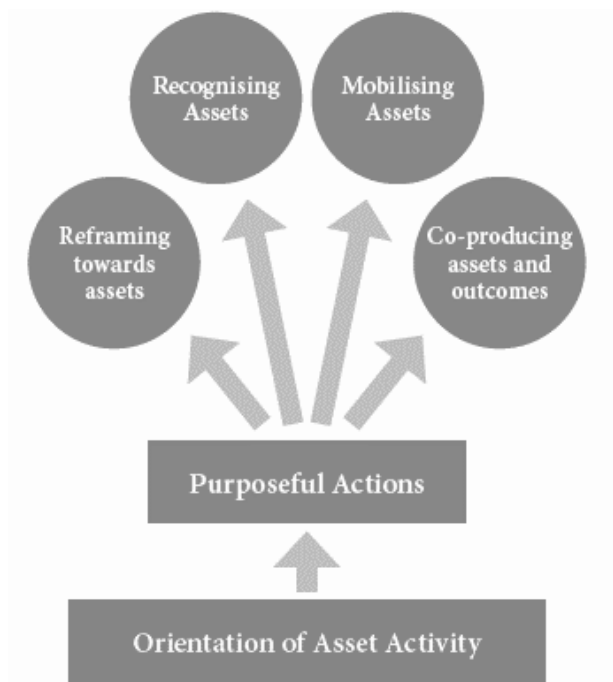 Recognising
Assets
Mobilising
Assets
Reframing
towards
assets
Co-producing
assets and
outcomes
Purposeful Actions
Orientation of Asset Activity